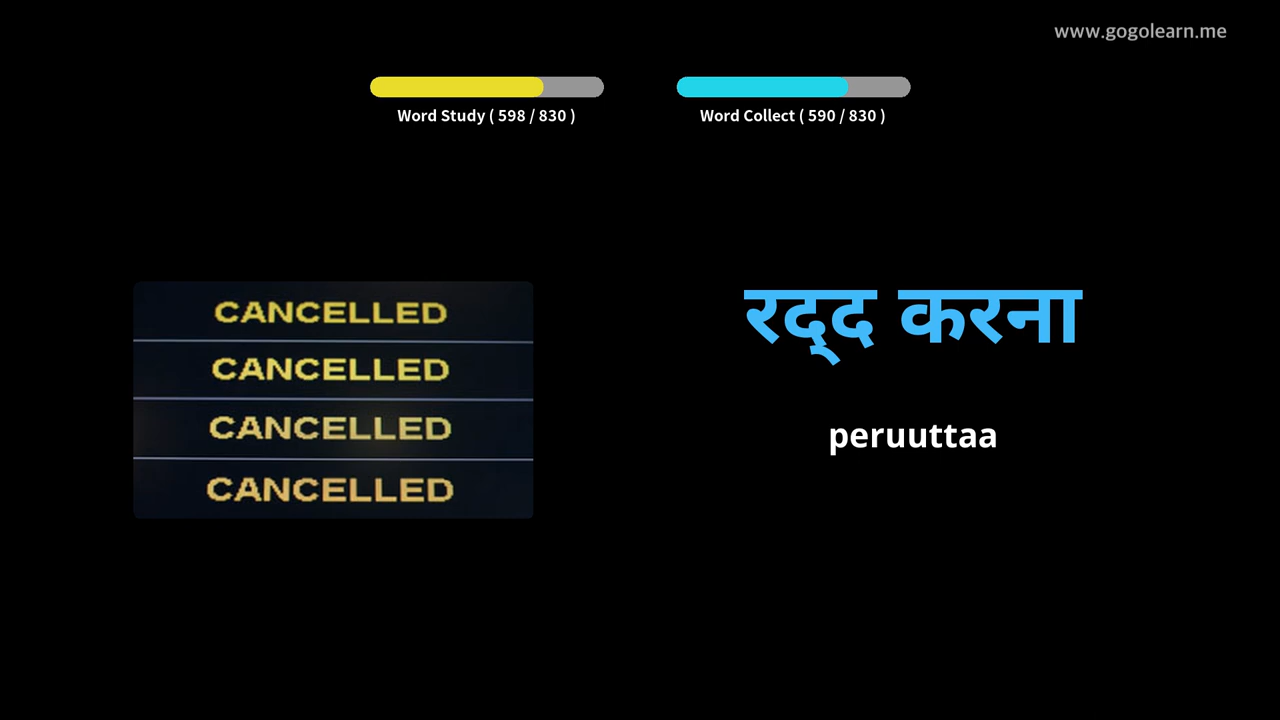 www.gogolearn.me
Word Study ( 598 / 830 )
Word Collect ( 590 / 830 )
CANCELLED
CANCELLED
CANCELLED
CANCELLED
रद्द करना
peruuttaa